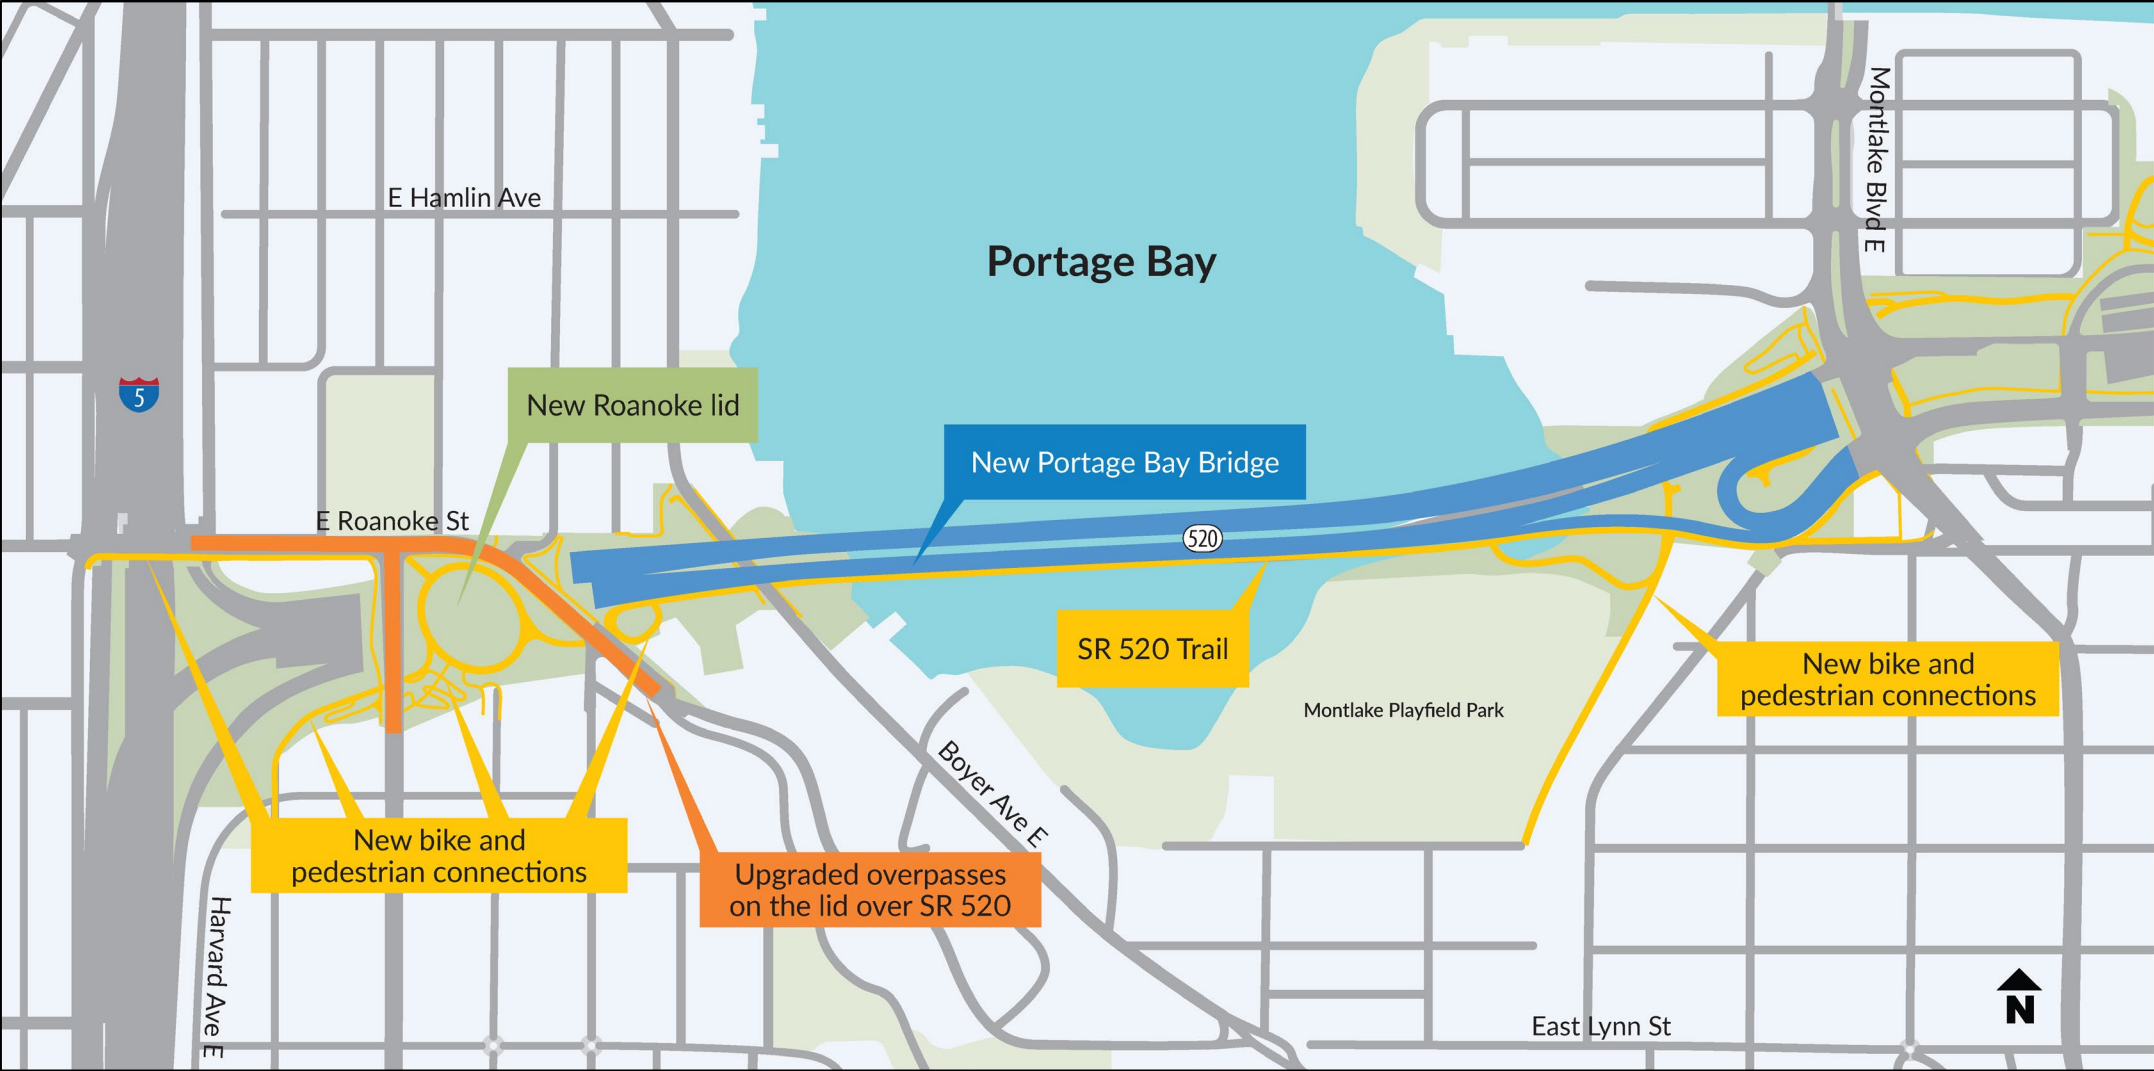 Montlake Blvd E
E Hamlin Ave
Portage Bay
5
New Roanoke lid
New Portage Bay Bridge
E Roanoke St
520
SR 520 Trail
New bike and
pedestrian connections
Montlake Playfield Park
Boyer Ave E
New bike and
pedestrian connections
Upgraded overpasses
on the lid over SR 520
Harvard Ave E
East Lynn St
N